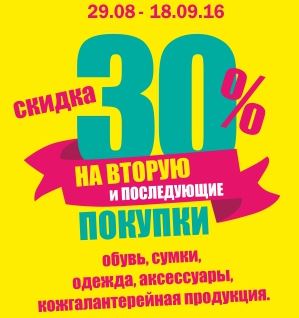 29.08 - 18.09.16
скидка
30%
НА ВТОРУЮ
И ПОСЛЕДУЮЩИЕ
ПОКУПКИ
обувь, сумки,
одежда, аксессуары,
кожгалантерейная продукция.